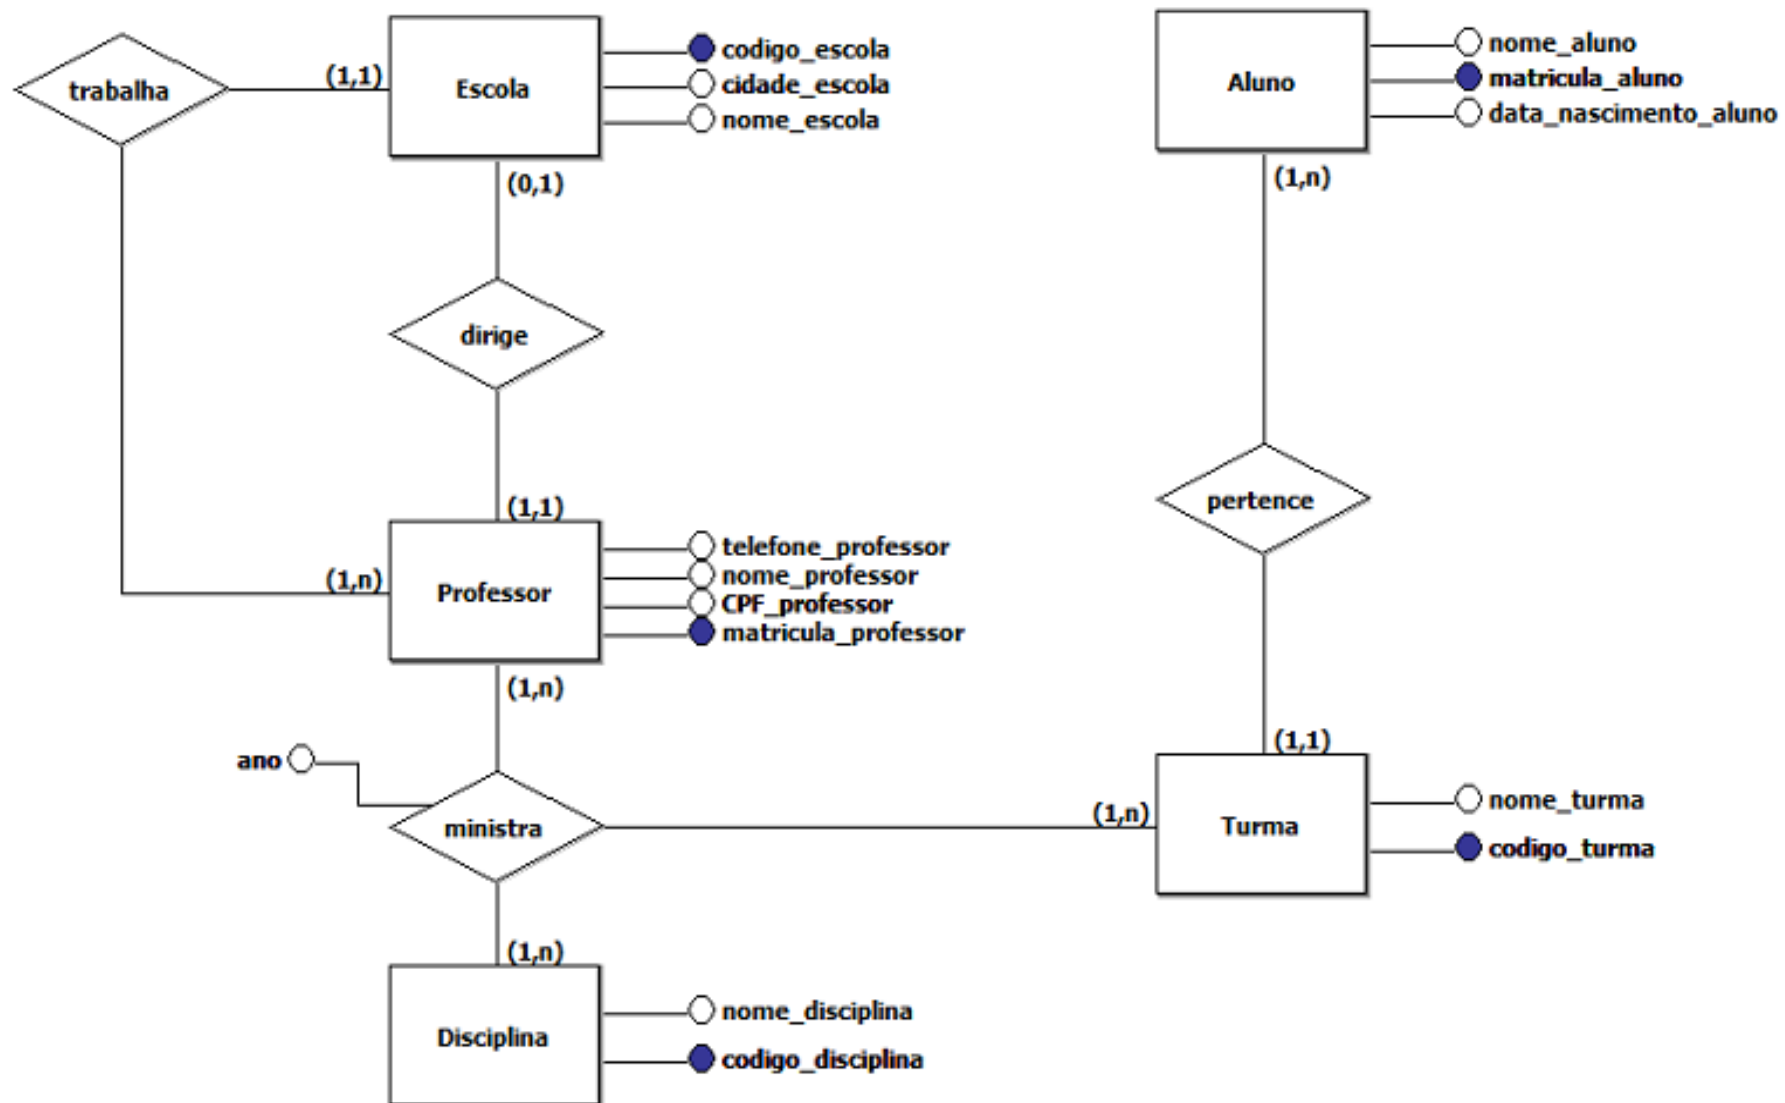 trabalha
(1,1)
Escola
codigo_escola
cidade_escola
nome_escola
(0,1)
dirige
(1,1)
(1,n)
Professor
telefone_professor
nome_professor
CPF_professor
matricula_professor
(1,n)
ano
ministra
(1,n)
(1,n)
Disciplina
nome_disciplina
codigo_disciplina
Aluno
nome_aluno
matricula_aluno
data_nascimento_aluno
(1,n)
pertence
(1,1)
Turma
nome_turma
codigo_turma